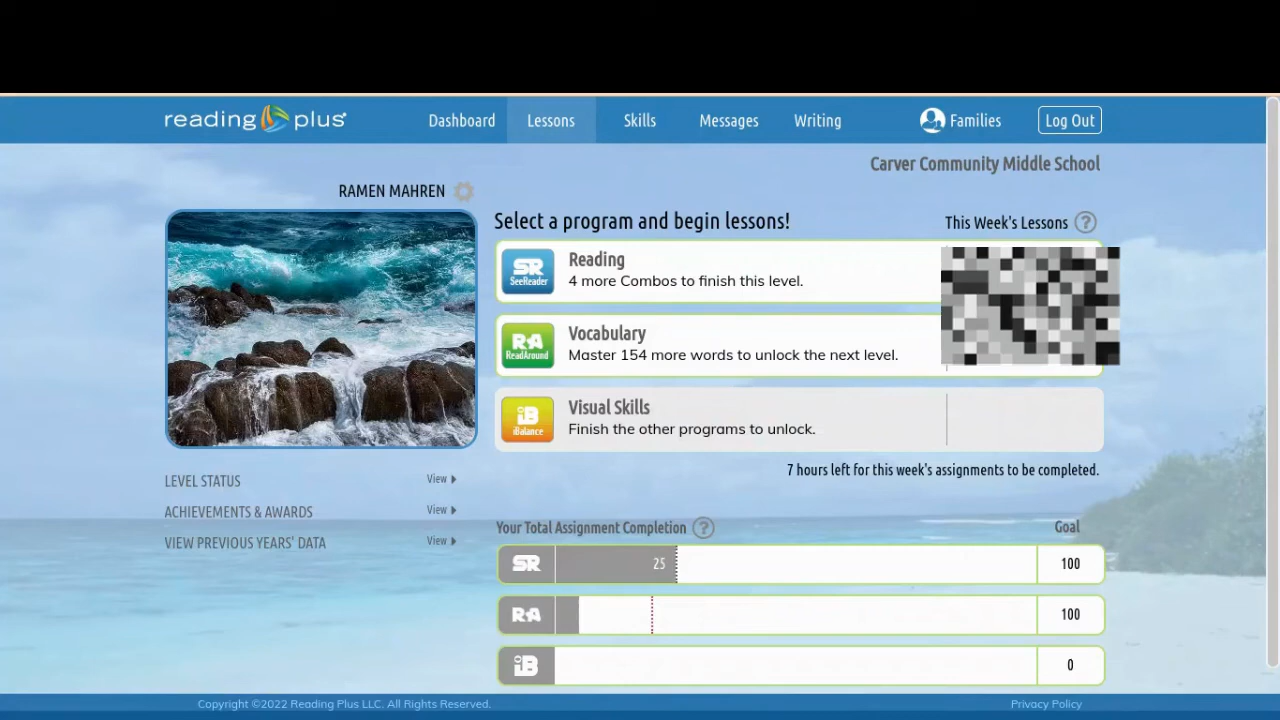 reading plus
Dashboard
Lessons
Skills
Messages
Writing
Families
Log Out
Carver Community Middle School
RAMEN MAHREN
Select a program and begin lessons!
This Week's Lessons ?
SR
SeeReader
Reading
4 more Combos to finish this level.
RA
ReadAround
Vocabulary
Master 154 more words to unlock the next level.
iB
iBalance
Visual Skills
Finish the other programs to unlock.
7 hours left for this week's assignments to be completed.
LEVEL STATUS
View
ACHIEVEMENTS & AWARDS
View
VIEW PREVIOUS YEARS' DATA
View
Your Total Assignment Completion ?
Goal
SR 25 100
RA 100
iB 0
Copyright ©2022 Reading Plus LLC. All Rights Reserved.
Privacy Policy